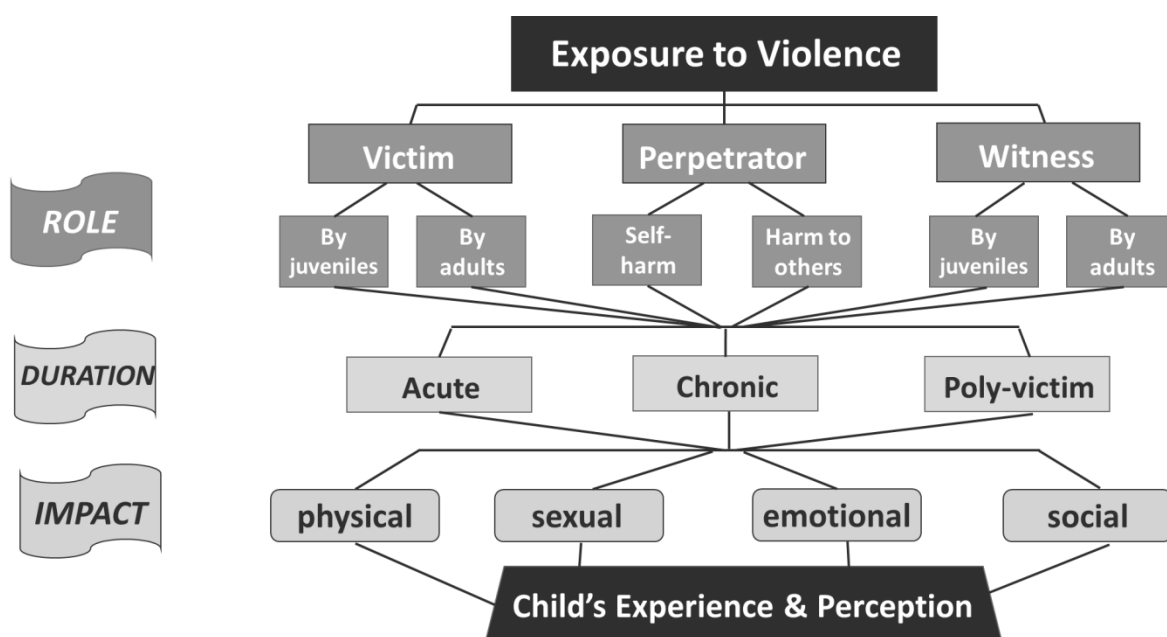 Exposure to Violence
Victim
Perpetrator
Witness
ROLE
By
juveniles
By
adults
Self-
harm
Harm to
others
By
juveniles
By
adults
DURATION
Acute
Chronic
Poly-victim
IMPACT
physical
sexual
emotional
social
Child's Experience & Perception